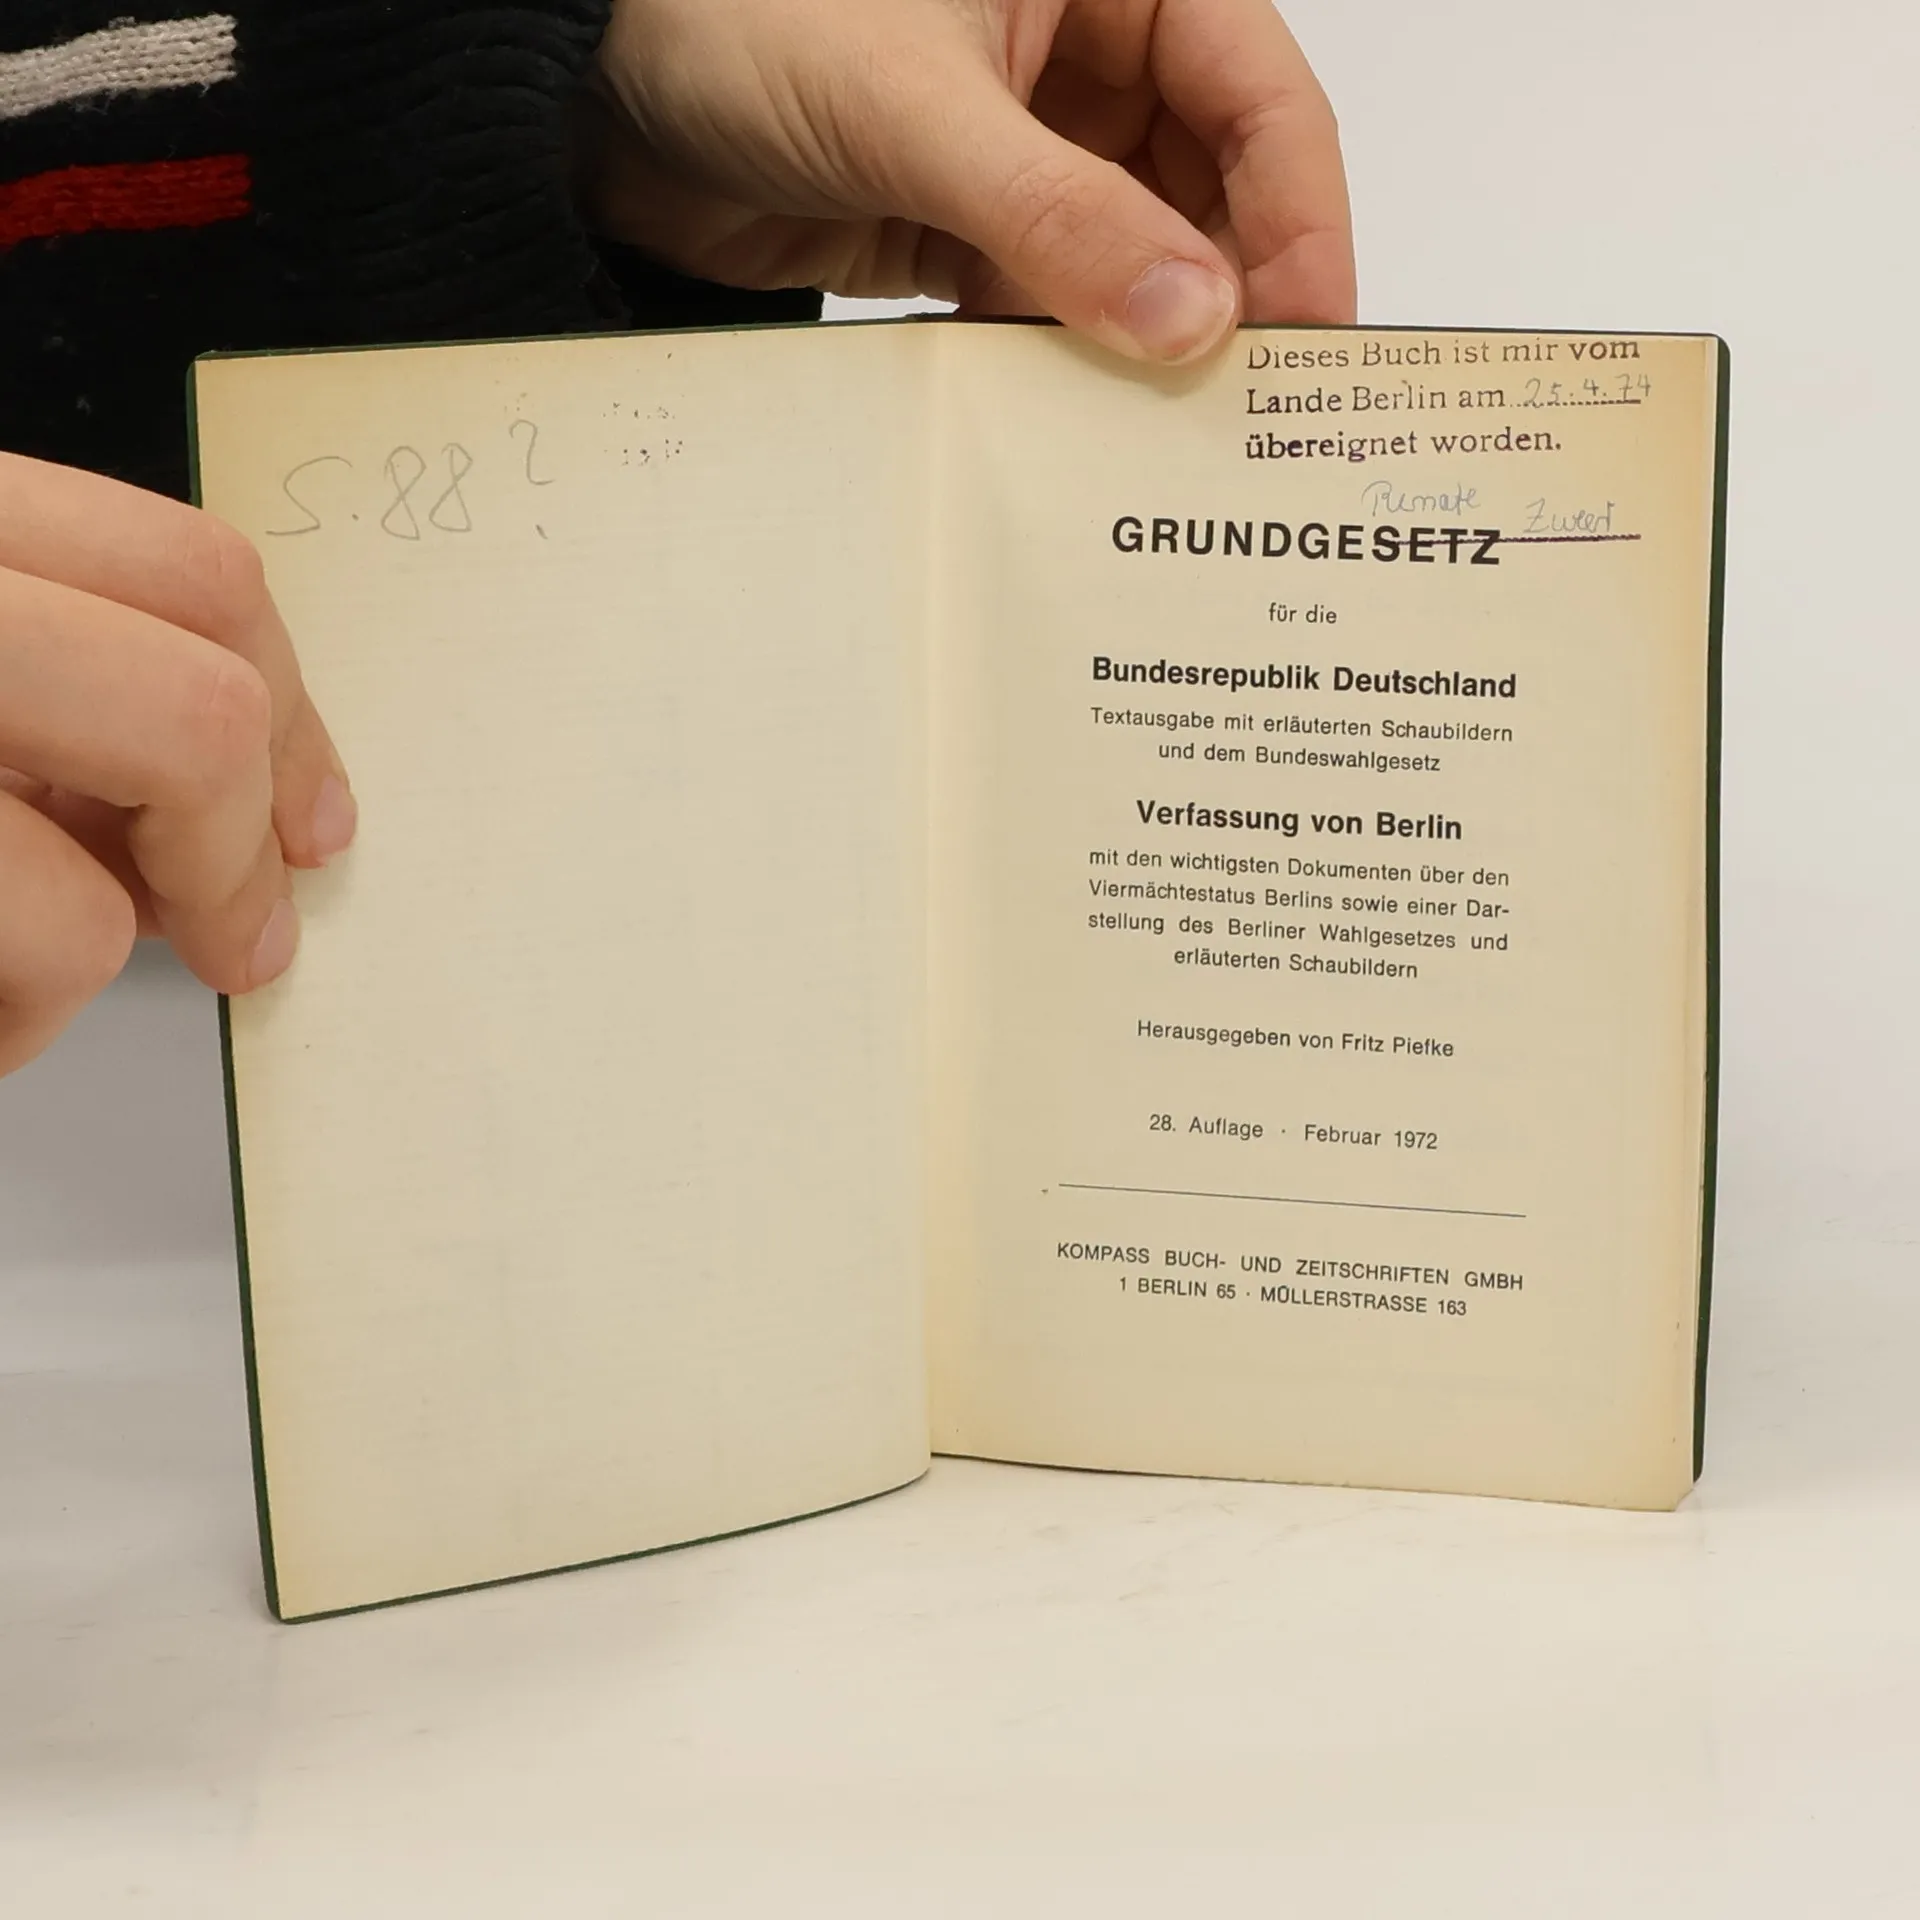 S. 88?
Dieses Buch ist mir vom
Lande Berlin am 25.4.74
übereignet worden.
Renate
GRUNDGESETZ
für die
Bundesrepublik Deutschland
Textausgabe mit erläuterten Schaubildern
und dem Bundeswahlgesetz
Verfassung von Berlin
mit den wichtigsten Dokumenten über den
Viermächtestatus Berlins sowie einer Dar-
stellung des Berliner Wahlgesetzes und
erläuterten Schaubildern
Herausgegeben von Fritz Piefke
28. Auflage · Februar 1972
KOMPASS BUCH- UND ZEITSCHRIFTEN GMBH
1 BERLIN 65 · MÜLLERSTRASSE 163